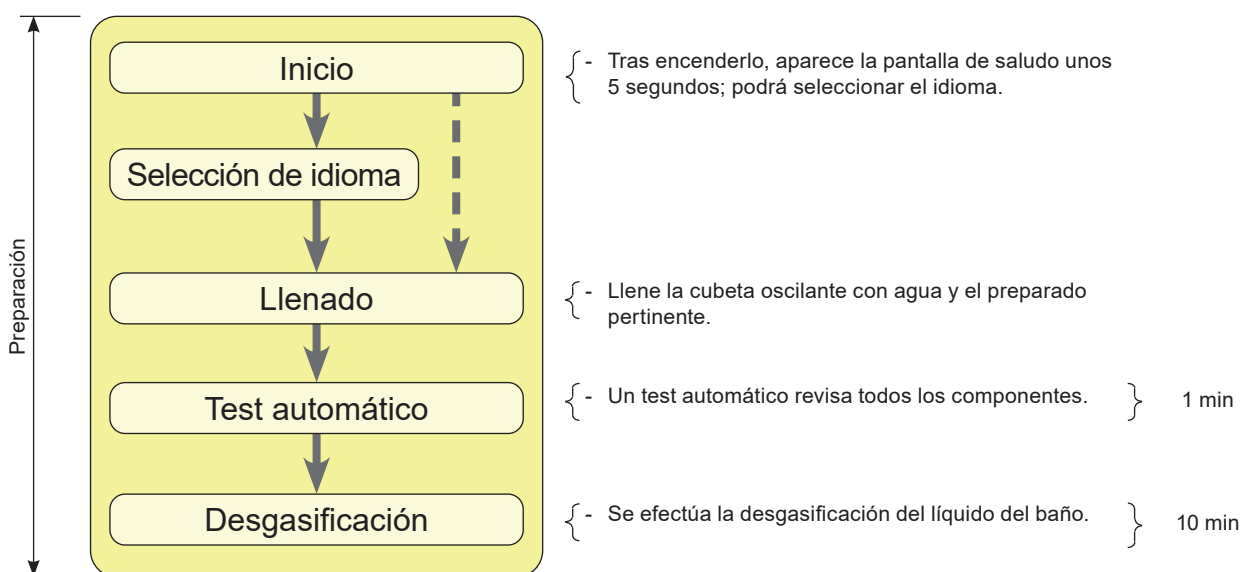 Preparación
Inicio
- Tras encenderlo, aparece la pantalla de saludo unos
5 segundos; podrá seleccionar el idioma.
Selección de idioma
Llenado
- Llene la cubeta oscilante con agua y el preparado
pertinente.
Test automático
- Un test automático revisa todos los componentes.
1 min
Desgasificación
- Se efectúa la desgasificación del líquido del baño.
10 min